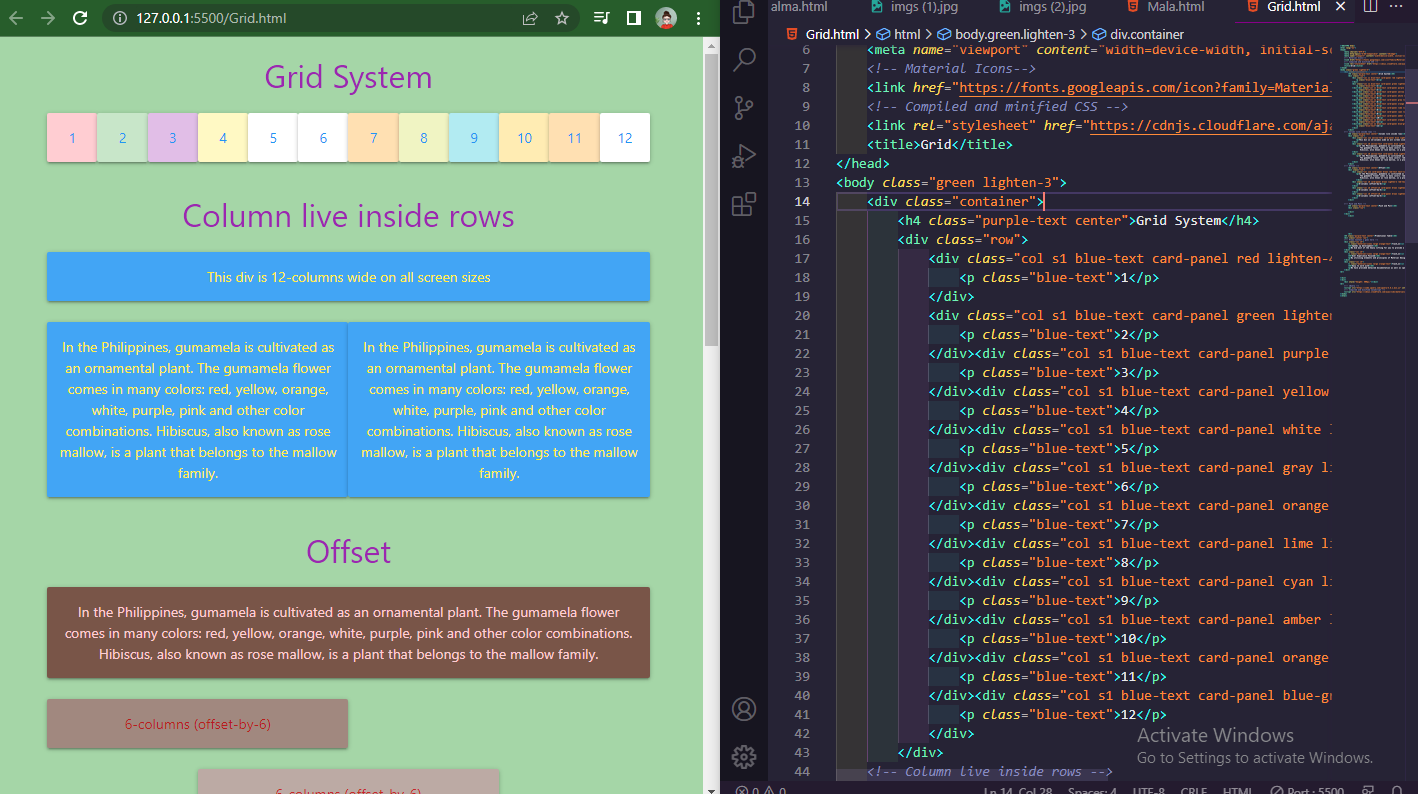 127.0.0.1:5500/Grid.html
Grid System
1 2 3 4 5 6 7 8 9 10 11 12
Column live inside rows
This div is 12-columns wide on all screen sizes
In the Philippines, gumamela is cultivated as
an ornamental plant. The gumamela flower
comes in many colors: red, yellow, orange,
white, purple, pink and other color
combinations. Hibiscus, also known as rose
mallow, is a plant that belongs to the mallow
family.
In the Philippines, gumamela is cultivated as
an ornamental plant. The gumamela flower
comes in many colors: red, yellow, orange,
white, purple, pink and other color
combinations. Hibiscus, also known as rose
mallow, is a plant that belongs to the mallow
family.
Offset
In the Philippines, gumamela is cultivated as an ornamental plant. The gumamela flower
comes in many colors: red, yellow, orange, white, purple, pink and other color combinations.
Hibiscus, also known as rose mallow, is a plant that belongs to the mallow family.
6-columns (offset-by-6)
6-columns (offset-by-6)
alma.html imgs (1).jpg imgs (2).jpg Mala.html Grid.html
Grid.html > html > body.green.lighten-3 > div.container
6 <meta name="viewport" content="width=device-width, initial-sc
7 <!-- Material Icons-->
8 <link href="https://fonts.googleapis.com/icon?family=Material
9 <!-- Compiled and minified CSS -->
10 <link rel="stylesheet" href="https://cdnjs.cloudflare.com/aja
11 <title>Grid</title>
12 </head>
13 <body class="green lighten-3">
14 <div class="container">
15 <h4 class="purple-text center">Grid System</h4>
16 <div class="row">
17 <div class="col s1 blue-text card-panel red lighten-4
18 <p class="blue-text">1</p>
19 </div>
20 <div class="col s1 blue-text card-panel green lighten
21 <p class="blue-text">2</p>
22 </div><div class="col s1 blue-text card-panel purple
23 <p class="blue-text">3</p>
24 </div><div class="col s1 blue-text card-panel yellow
25 <p class="blue-text">4</p>
26 </div><div class="col s1 blue-text card-panel white l
27 <p class="blue-text">5</p>
28 </div><div class="col s1 blue-text card-panel gray li
29 <p class="blue-text">6</p>
30 </div><div class="col s1 blue-text card-panel orange
31 <p class="blue-text">7</p>
32 </div><div class="col s1 blue-text card-panel lime li
33 <p class="blue-text">8</p>
34 </div><div class="col s1 blue-text card-panel cyan li
35 <p class="blue-text">9</p>
36 </div><div class="col s1 blue-text card-panel amber l
37 <p class="blue-text">10</p>
38 </div><div class="col s1 blue-text card-panel orange
39 <p class="blue-text">11</p>
40 </div><div class="col s1 blue-text card-panel blue-gr
41 <p class="blue-text">12</p>
42 </div>
43 </div>
44 <!-- Column live inside rows -->
Activate Windows
Go to Settings to activate Windows.
0 0 Ln 14, Col 28 Spaces: 4 UTF-8 CRLF HTML Port : 5500